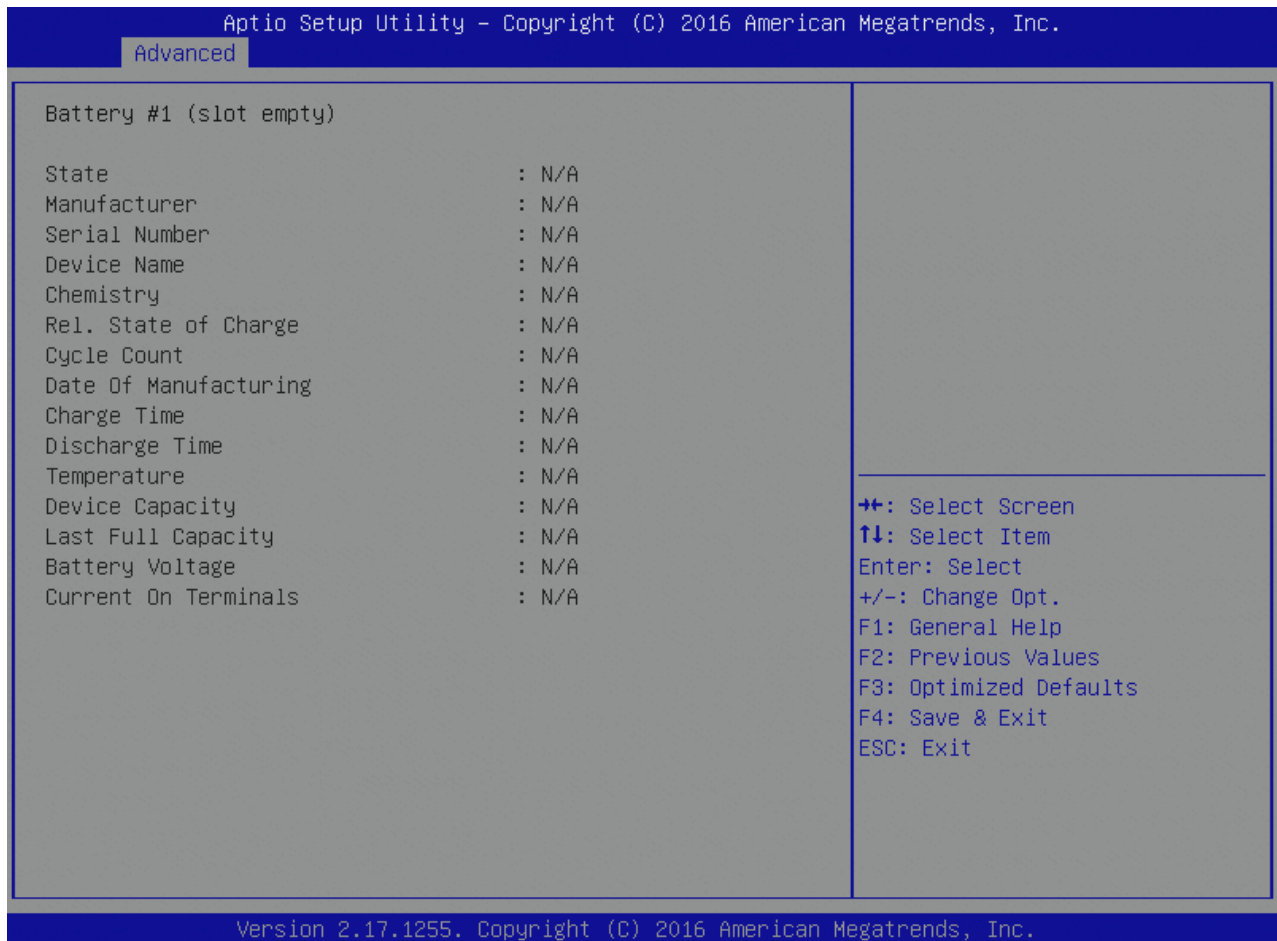 Aptio Setup Utility – Copyright (C) 2016 American Megatrends, Inc.
Advanced
Battery #1 (slot empty)
State : N/A
Manufacturer : N/A
Serial Number : N/A
Device Name : N/A
Chemistry : N/A
Rel. State of Charge : N/A
Cycle Count : N/A
Date Of Manufacturing : N/A
Charge Time : N/A
Discharge Time : N/A
Temperature : N/A
Device Capacity : N/A
Last Full Capacity : N/A
Battery Voltage : N/A
Current On Terminals : N/A
→←: Select Screen
↑↓: Select Item
Enter: Select
+/-: Change Opt.
F1: General Help
F2: Previous Values
F3: Optimized Defaults
F4: Save & Exit
ESC: Exit
Version 2.17.1255. Copyright (C) 2016 American Megatrends, Inc.